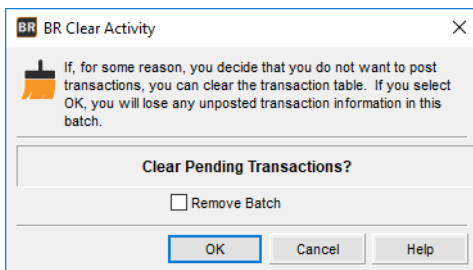 BR BR Clear Activity
If, for some reason, you decide that you do not want to post
transactions, you can clear the transaction table. If you select
OK, you will lose any unposted transaction information in this
batch.
Clear Pending Transactions?
Remove Batch
OK Cancel Help